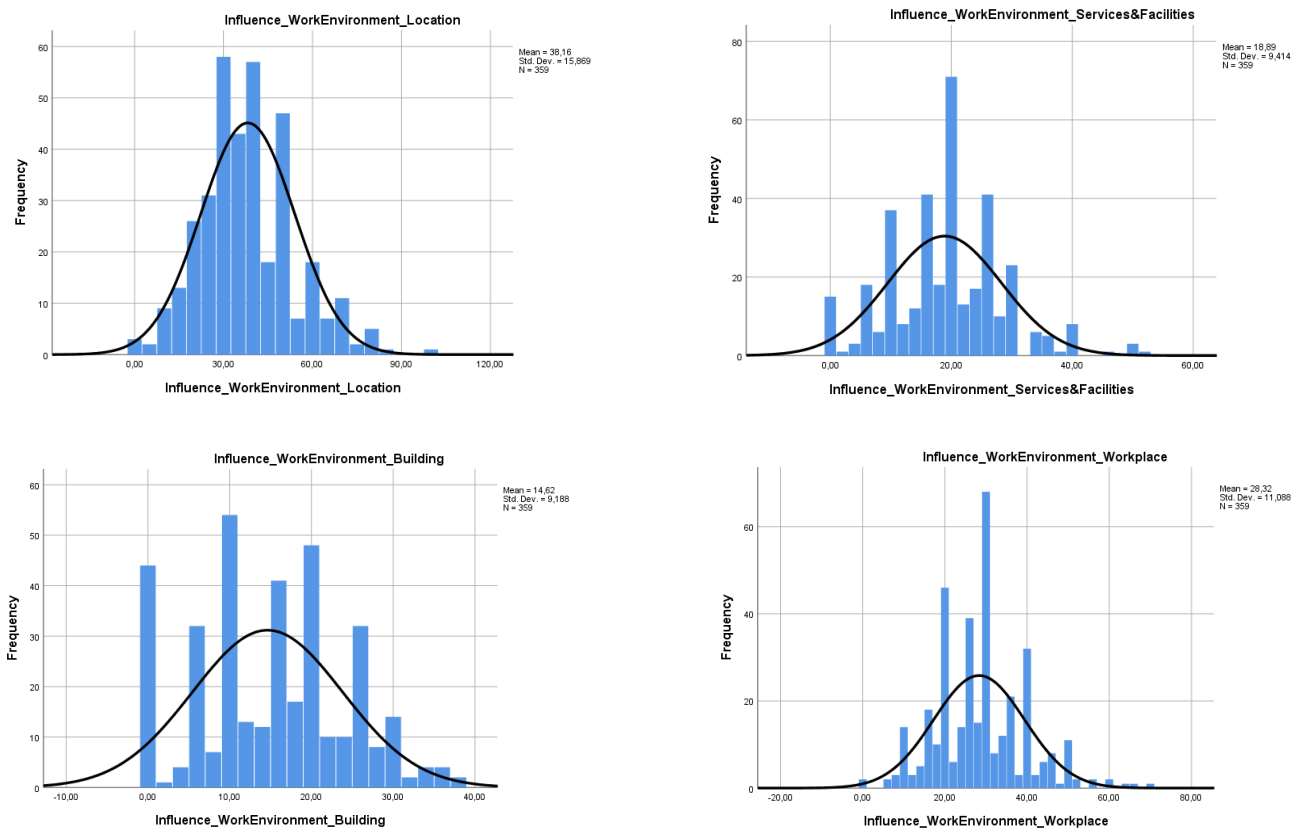 Influence_WorkEnvironment_Location
Mean = 38,16
Std. Dev. = 15,869
N = 359
60
50
40
30
20
10
0
Frequency
,00
30,00
60,00
90,00
120,00
Influence_WorkEnvironment_Location
Influence_WorkEnvironment_Services&Facilities
Mean = 18,89
Std. Dev. = 9,414
N = 359
80
60
40
20
0
Frequency
,00
20,00
40,00
60,00
Influence_WorkEnvironment_Services&Facilities
Influence_WorkEnvironment_Building
Mean = 14,62
Std. Dev. = 9,188
N = 359
60
50
40
30
20
10
0
Frequency
-10,00
,00
10,00
20,00
30,00
40,00
Influence_WorkEnvironment_Building
Influence_WorkEnvironment_Workplace
Mean = 28,32
Std. Dev. = 11,088
N = 359
60
40
20
0
Frequency
-20,00
,00
20,00
40,00
60,00
80,00
Influence_WorkEnvironment_Workplace